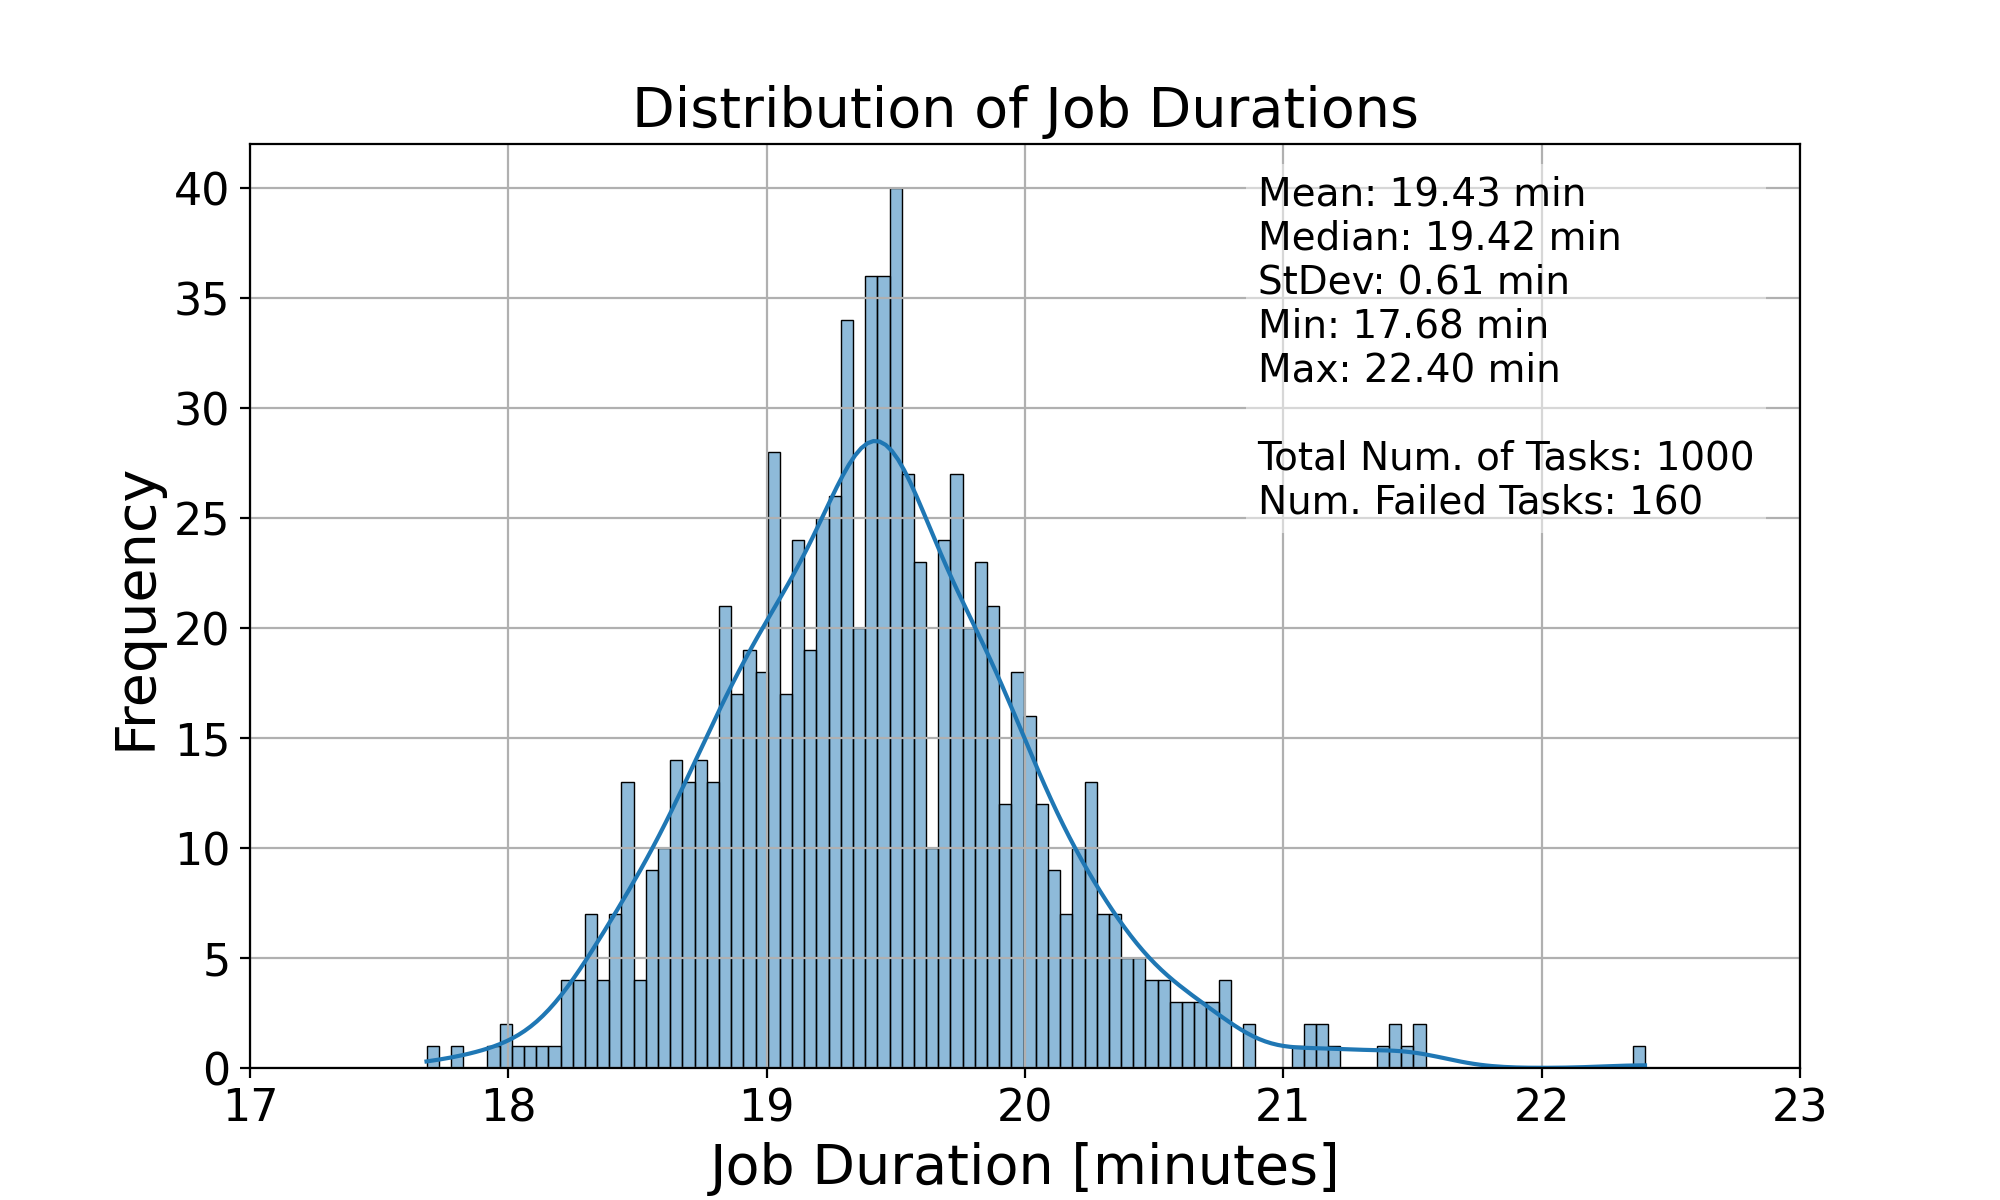 Distribution of Job Durations
Mean: 19.43 min
Median: 19.42 min
StDev: 0.61 min
Min: 17.68 min
Max: 22.40 min
Total Num. of Tasks: 1000
Num. Failed Tasks: 160
Frequency
40
35
30
25
20
15
10
5
0
17 18 19 20 21 22 23
Job Duration [minutes]